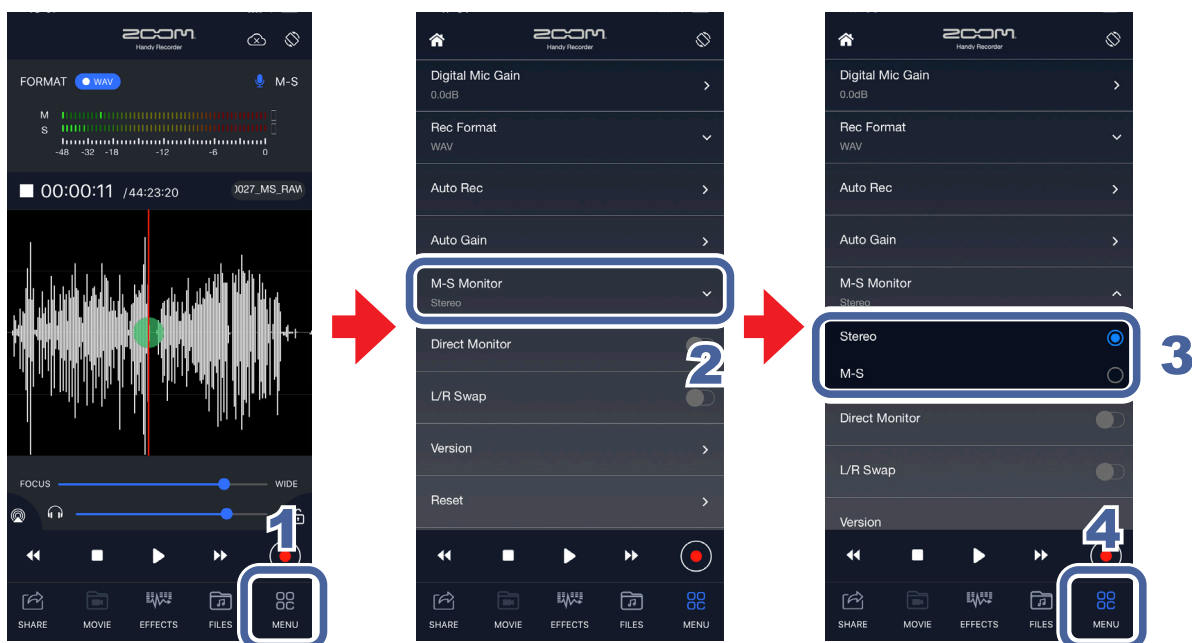 ZOOM
Handy Recorder
FORMAT WAV M-S
M
S
-48 -32 -18 -12 -6 0
00:00:11 /44:23:20 0027_MS_RAW
FOCUS WIDE
1
SHARE MOVIE EFFECTS FILES MENU
ZOOM
Handy Recorder
Digital Mic Gain
0.0dB
Rec Format
WAV
Auto Rec
Auto Gain
M-S Monitor
Stereo
Direct Monitor
2
L/R Swap
Version
Reset
SHARE MOVIE EFFECTS FILES MENU
ZOOM
Handy Recorder
Digital Mic Gain
0.0dB
Rec Format
WAV
Auto Rec
Auto Gain
M-S Monitor
Stereo
Stereo
M-S
3
Direct Monitor
L/R Swap
Version
4
SHARE MOVIE EFFECTS FILES MENU